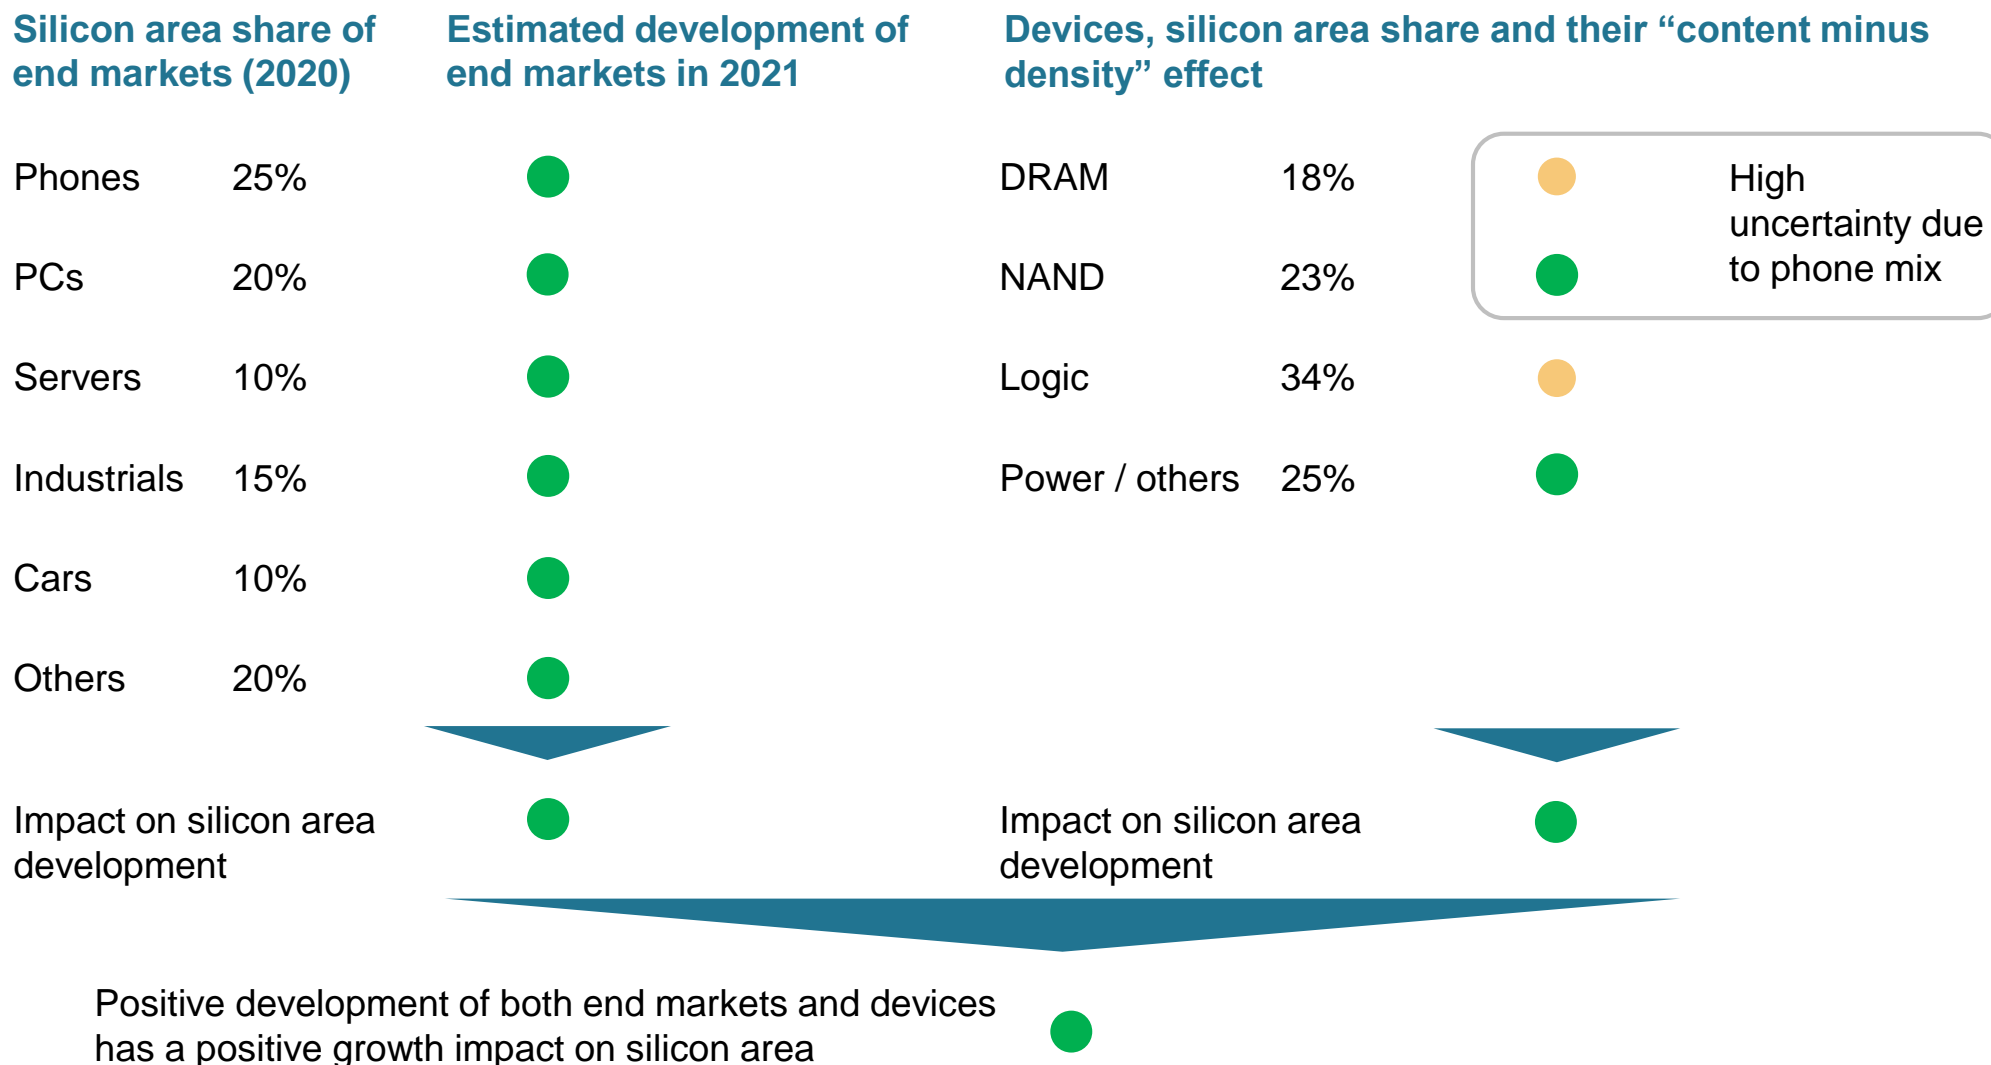 Silicon area share of
end markets (2020)
Estimated development of
end markets in 2021
Devices, silicon area share and their “content minus
density” effect
Phones 25%
PCs 20%
Servers 10%
Industrials 15%
Cars 10%
Others 20%
DRAM 18%
NAND 23%
Logic 34%
Power / others 25%
High
uncertainty due
to phone mix
Impact on silicon area
development
Impact on silicon area
development
Positive development of both end markets and devices
has a positive growth impact on silicon area